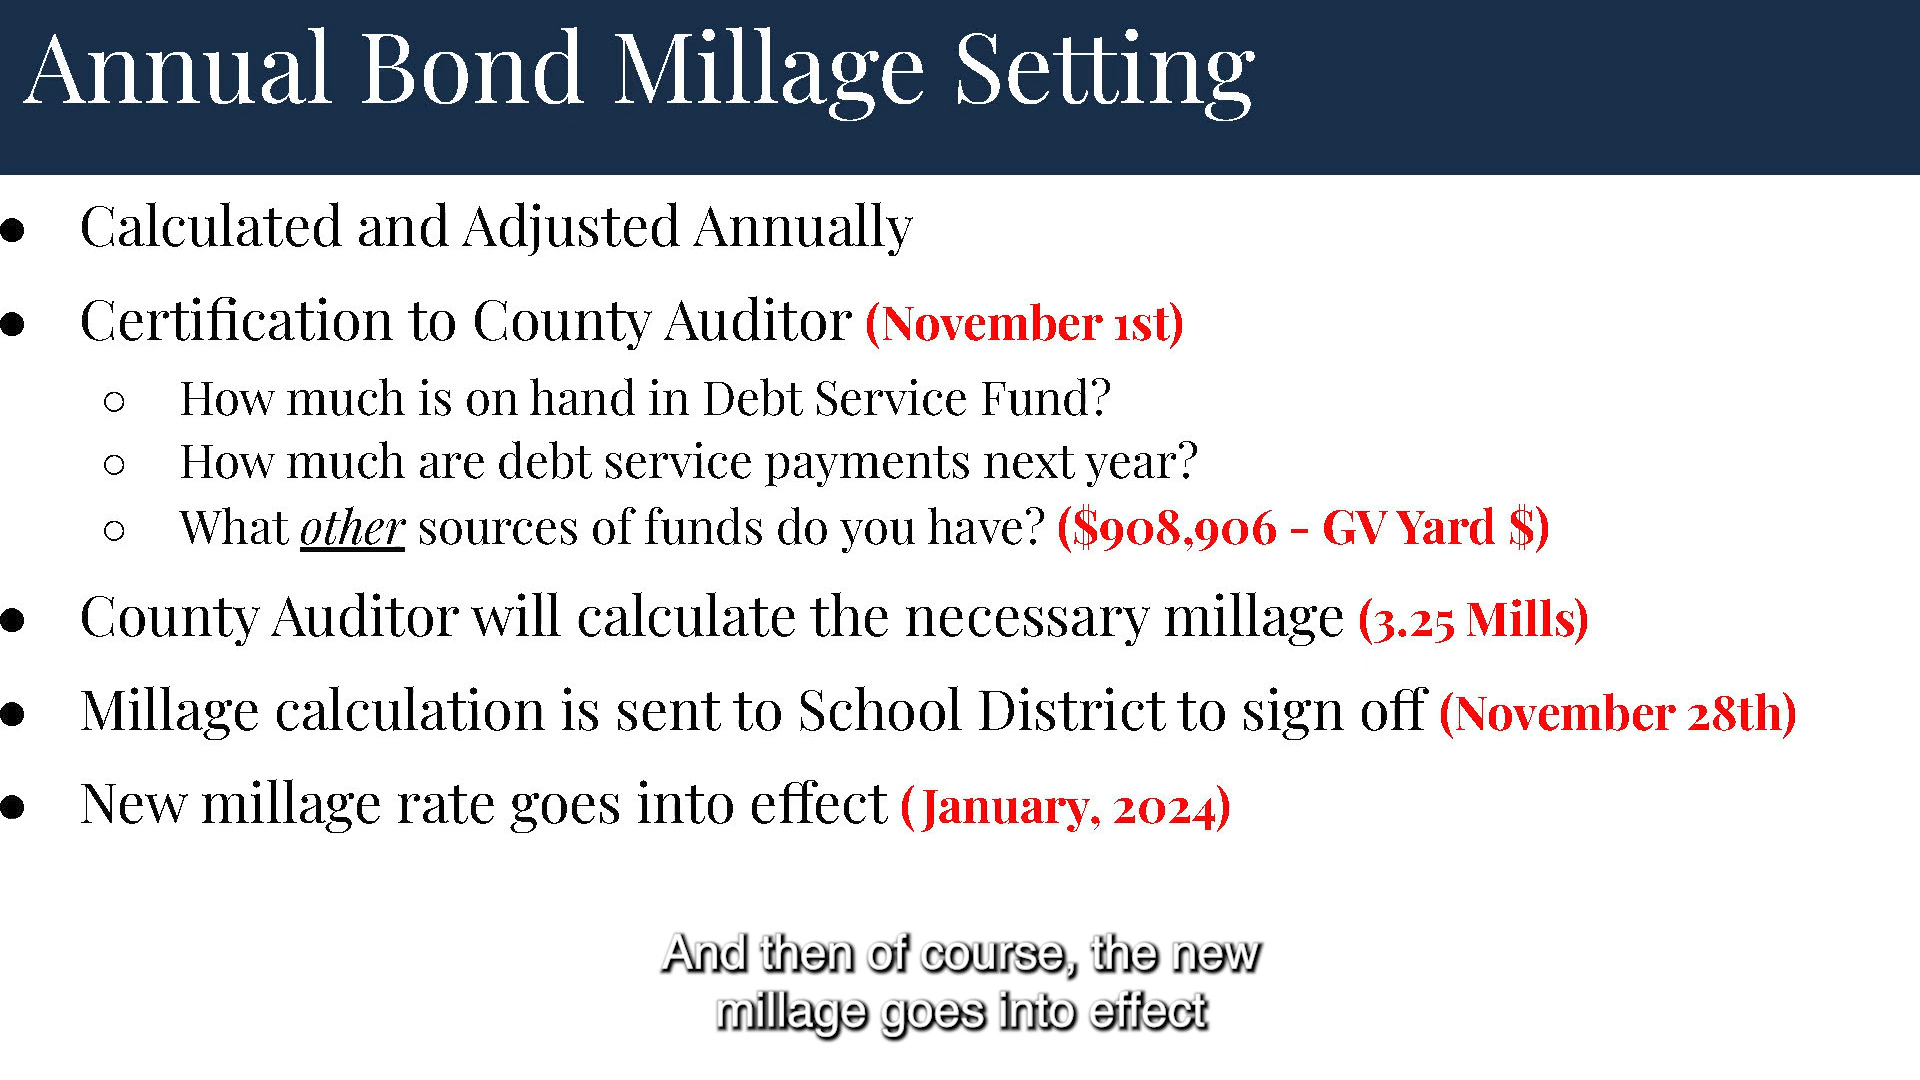 Annual Bond Millage Setting
● Calculated and Adjusted Annually
● Certification to County Auditor (November 1st)
○ How much is on hand in Debt Service Fund?
○ How much are debt service payments next year?
○ What other sources of funds do you have? ($908,906 - GV Yard $)
● County Auditor will calculate the necessary millage (3.25 Mills)
● Millage calculation is sent to School District to sign off (November 28th)
● New millage rate goes into effect (January, 2024)
And then of course, the new
millage goes into effect